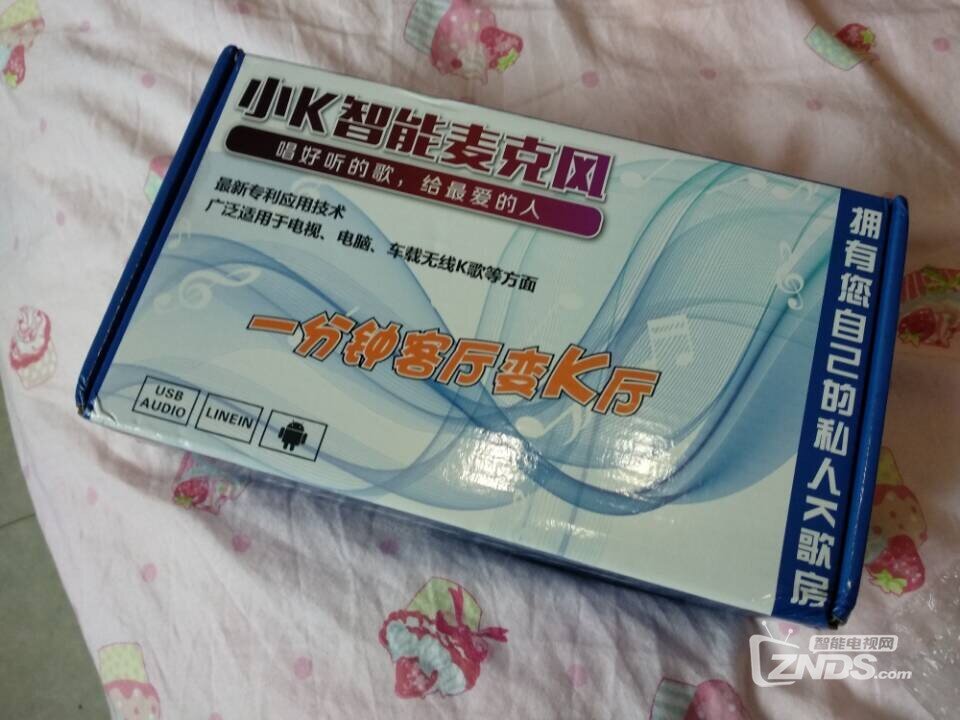 小K智能麦克风
唱好听的歌，给最爱的人
最新专利应用技术
广泛适用于电视、电脑、车载无线K歌等方面
一分钟客厅变K厅
USB
AUDIO
LINEIN
拥有您自己的私人K歌房
智能电视网
ZNDS.com